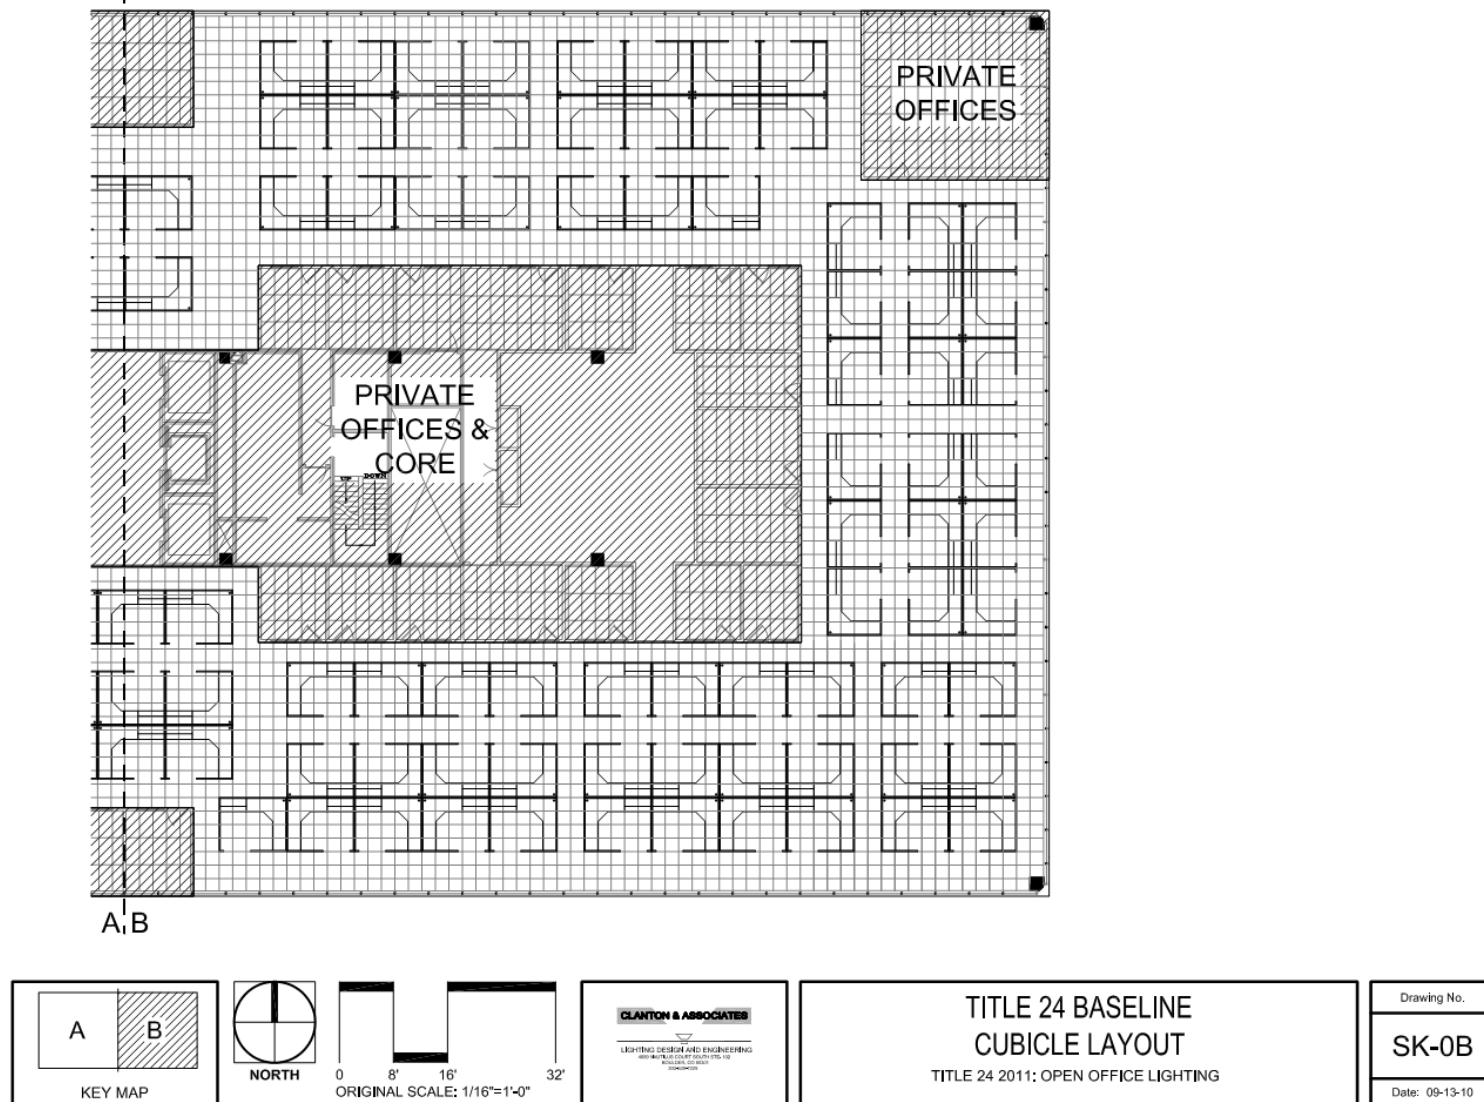 PRIVATE
OFFICES
PRIVATE
OFFICES &
CORE
UP
DOWN
A B
A B
KEY MAP
NORTH
0 8' 16' 32'
ORIGINAL SCALE: 1/16"=1'-0"
CLANTON & ASSOCIATES
LIGHTING DESIGN AND ENGINEERING
TITLE 24 BASELINE
CUBICLE LAYOUT
TITLE 24 2011: OPEN OFFICE LIGHTING
Drawing No.
SK-0B
Date: 09-13-10